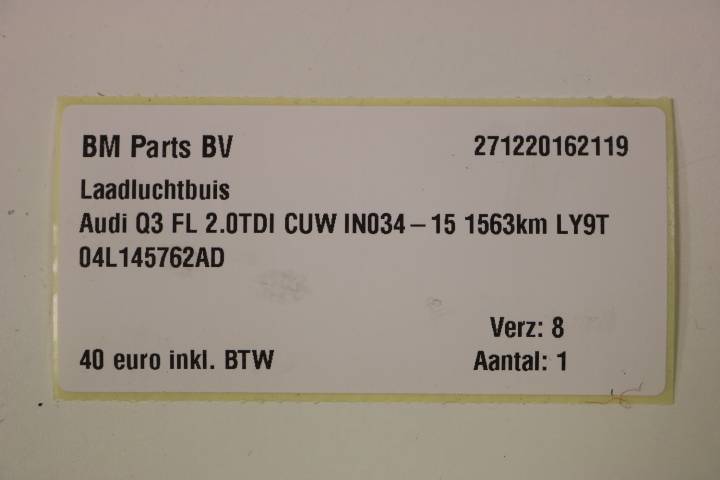 BM Parts BV 271220162119
Laadluchtbuis
Audi Q3 FL 2.0TDI CUW IN034-15 1563km LY9T
04L145762AD
Verz: 8
40 euro inkl. BTW Aantal: 1